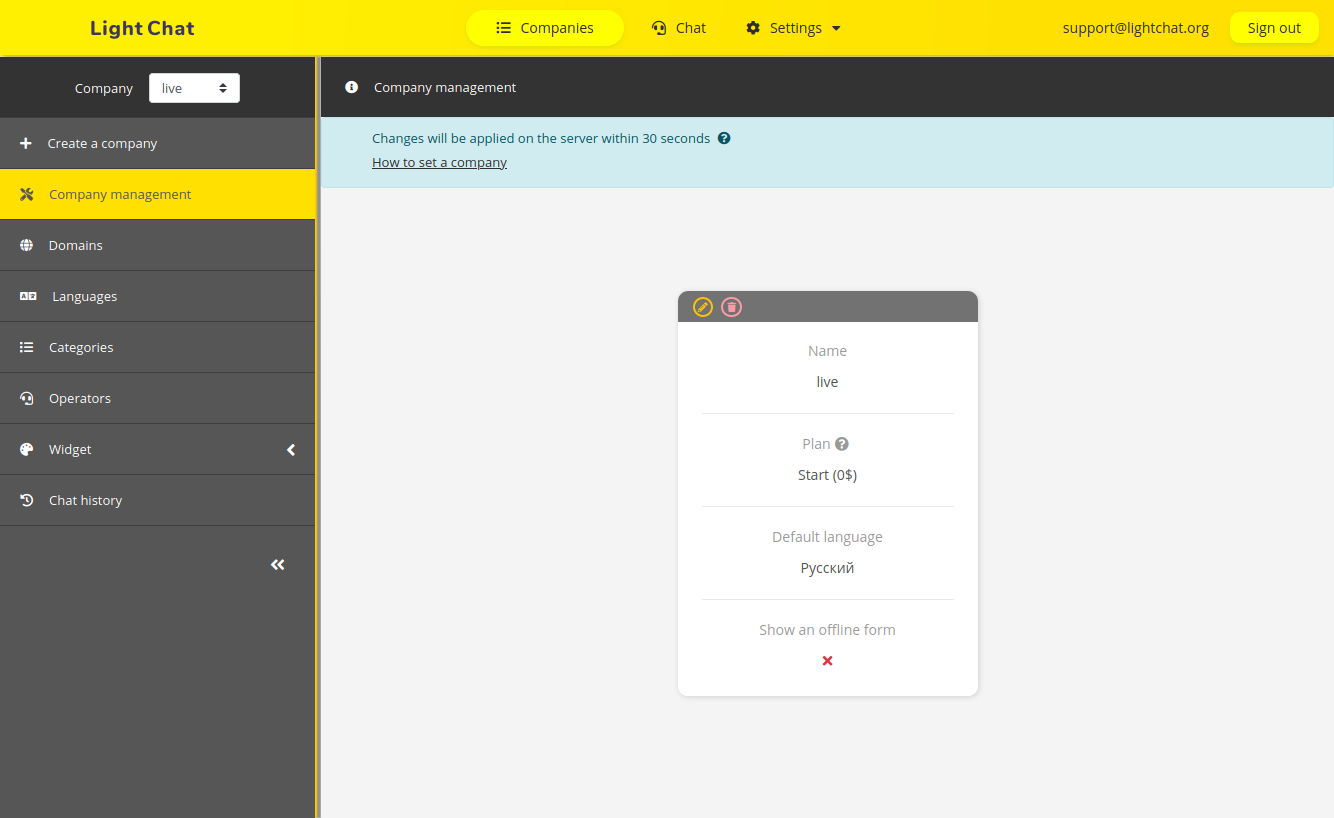 Light Chat
Companies
Chat
Settings
support@lightchat.org
Sign out
Company
live
Create a company
Company management
Domains
Languages
Categories
Operators
Widget
Chat history
Company management
Changes will be applied on the server within 30 seconds
How to set a company
Name
live
Plan
Start (0$)
Default language
Русский
Show an offline form